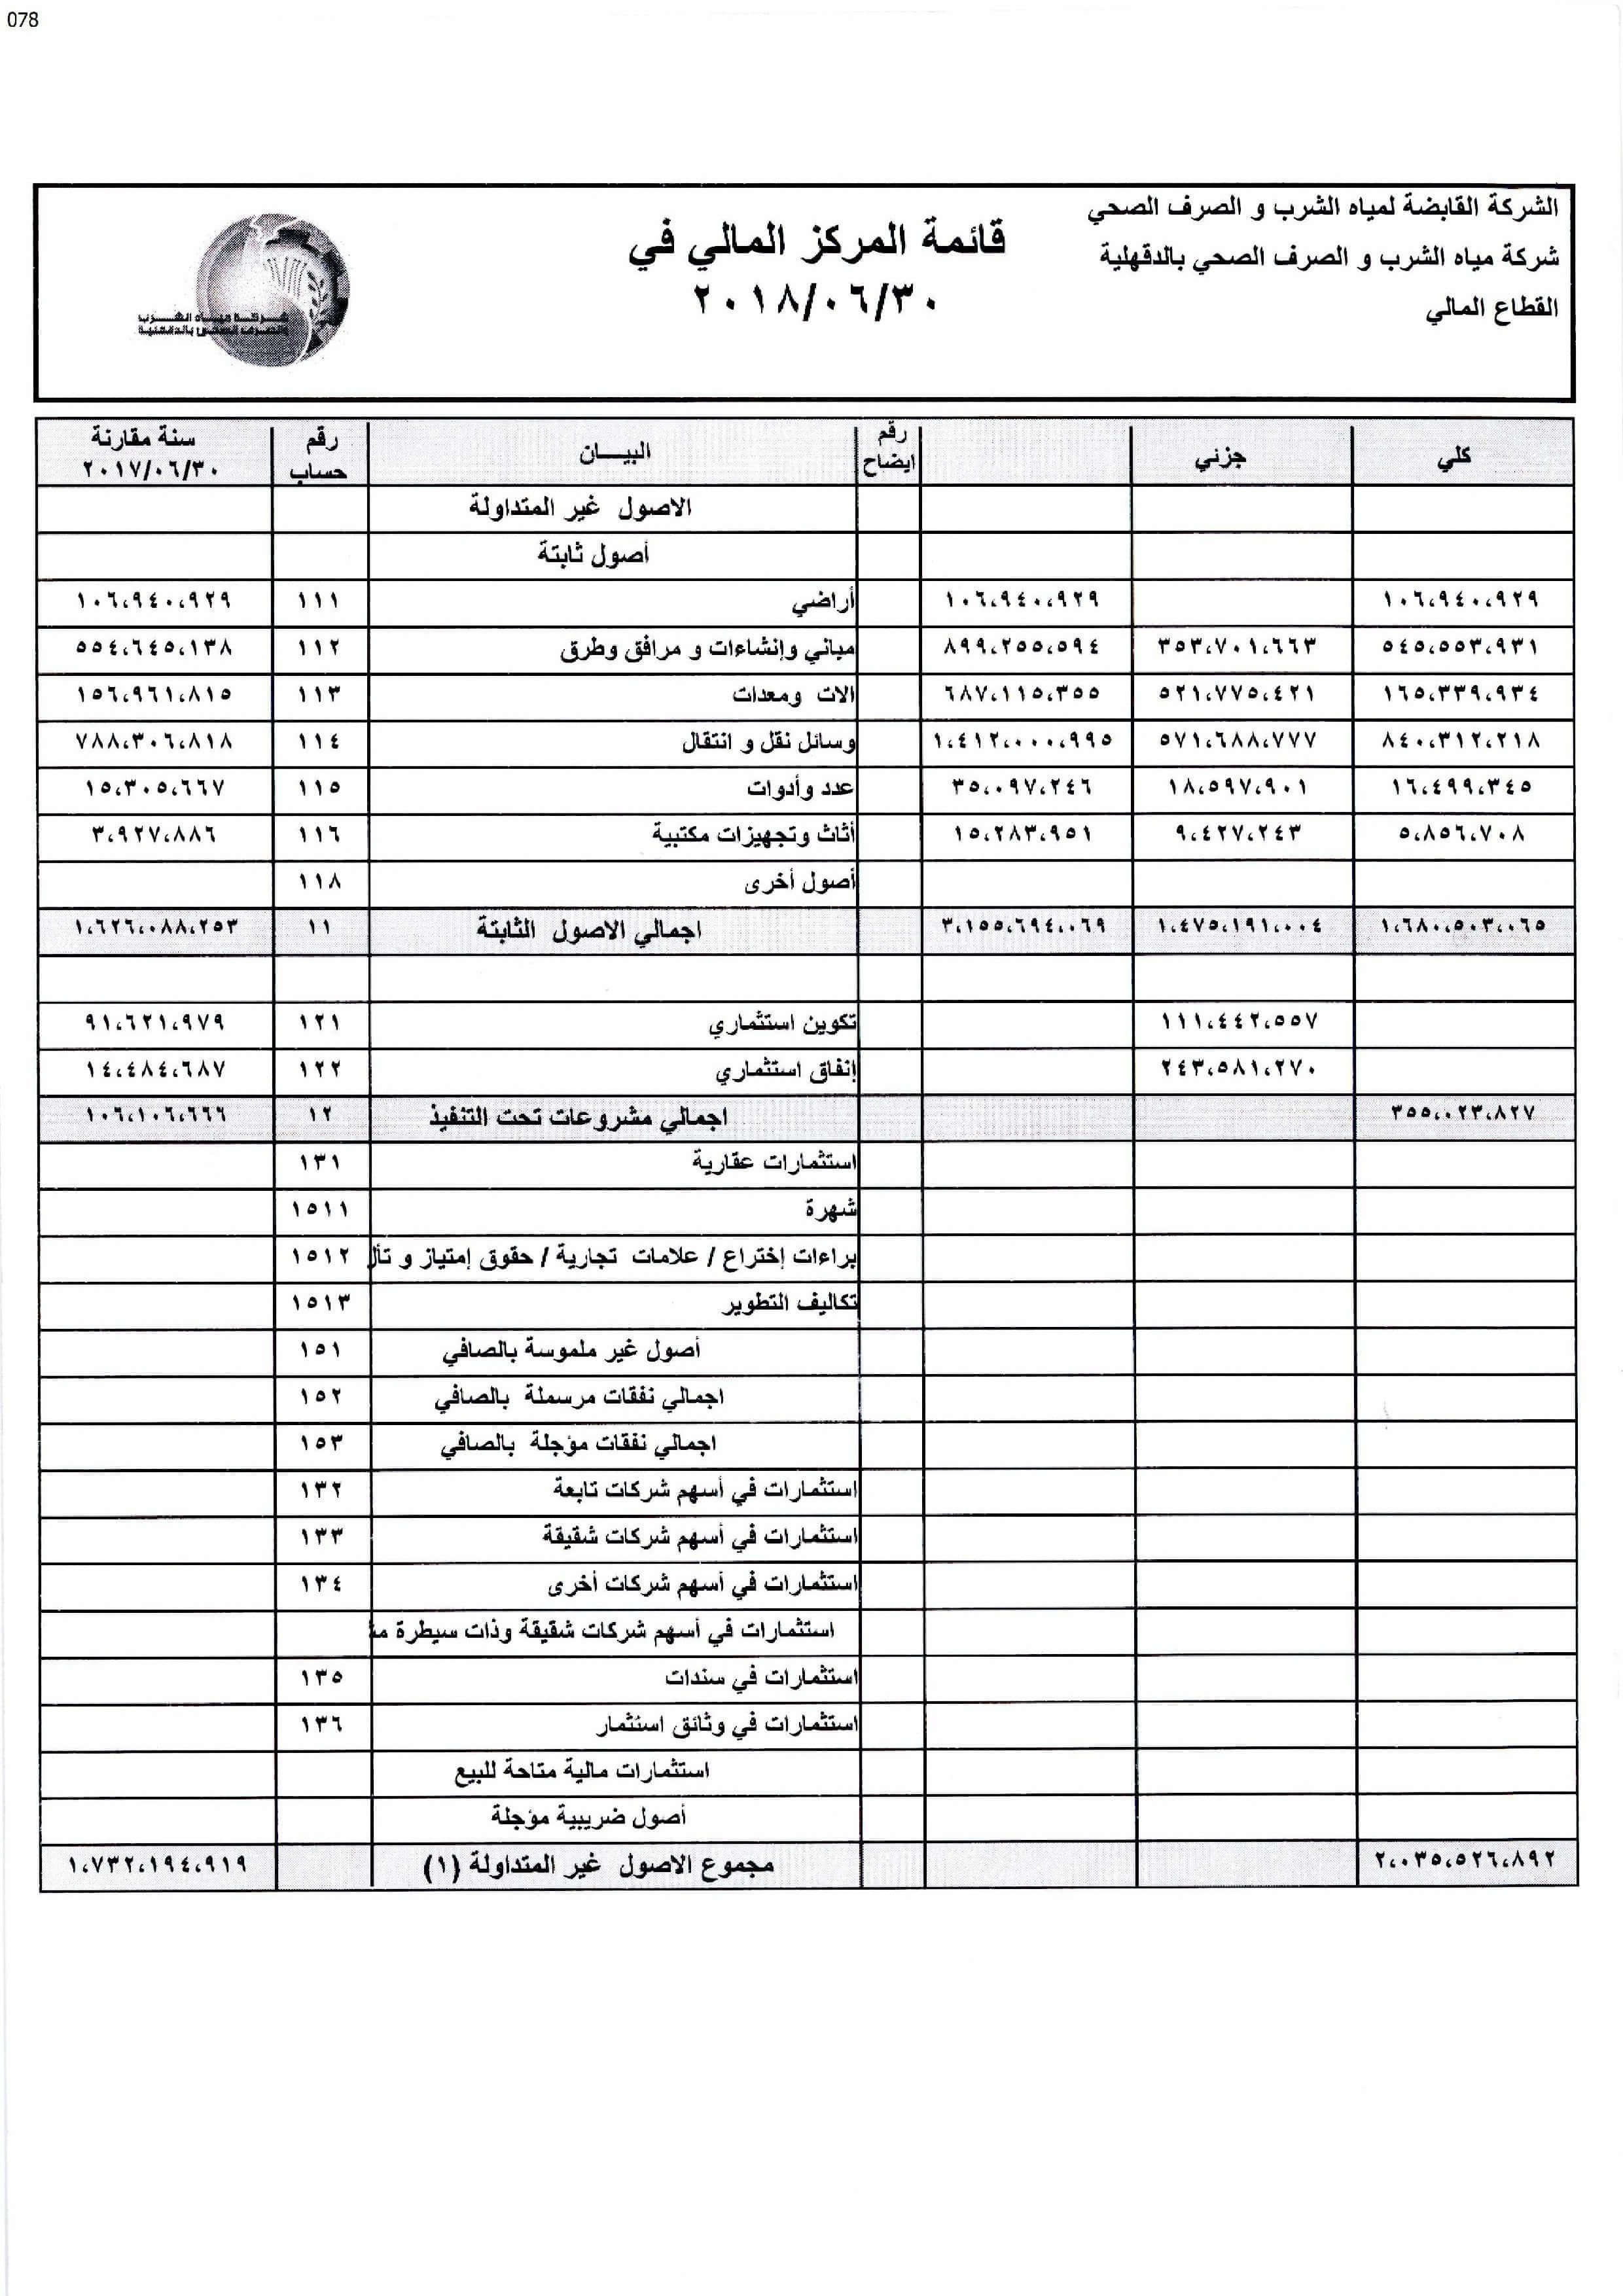 078
الشركة القابضة لمياه الشرب و الصرف الصحي
شركة مياه الشرب و الصرف الصحي بالدقهلية
القطاع المالي
قائمة المركز المالي في
٢٠١٨/٠٦/٣٠
شركة مياه الشرب
والصرف الصحى بالدقهلية
كلي جزئي رقم ايضاح البيـــان رقم حساب سنة مقارنة ٢٠١٧/٠٦/٣٠
الاصول غير المتداولة
أصول ثابتة
١٠٦،٩٤٠،٩٢٩ ١٠٦،٩٤٠،٩٢٩ أراضي ١١١ ١٠٦،٩٤٠،٩٢٩
٥٤٥،٥٥٣،٩٣١ ٣٥٣،٧٠١،٦٦٣ ٨٩٩،٢٥٥،٥٩٤ مباني وإنشاءات و مرافق وطرق ١١٢ ٥٥٤،٦٤٥،١٣٨
١٦٥،٣٣٩،٩٣٤ ٥٢١،٧٧٥،٤٢١ ٦٨٧،١١٥،٣٥٥ الات ومعدات ١١٣ ١٥٦،٩٦١،٨١٥
٨٤٠،٣١٢،٢١٨ ٥٧١،٦٨٨،٧٧٧ ١،٤١٢،٠٠٠،٩٩٥ وسائل نقل و انتقال ١١٤ ٧٨٨،٣٠٦،٨١٨
١٦،٤٩٩،٣٤٥ ١٨،٥٩٧،٩٠١ ٣٥،٠٩٧،٢٤٦ عدد وأدوات ١١٥ ١٥،٣٠٥،٦٦٧
٥،٨٥٦،٧٠٨ ٩،٤٢٧،٢٤٣ ١٥،٢٨٣،٩٥١ أثاث وتجهيزات مكتبية ١١٦ ٣،٩٢٧،٨٨٦
أصول أخرى ١١٨
١،٦٨٠،٥٠٣،٠٦٥ ١،٤٧٥،١٩١،٠٠٤ ٣،١٥٥،٦٩٤،٠٦٩ اجمالي الاصول الثابتة ١١ ١،٦٢٦،٠٨٨،٢٥٣
١١١،٤٤٢،٥٥٧ تكوين استثماري ١٢١ ٩١،٦٢١،٩٧٩
٢٤٣،٥٨١،٢٧٠ إنفاق استثماري ١٢٢ ١٤،٤٨٤،٦٨٧
٣٥٥،٠٢٣،٨٢٧ اجمالي مشروعات تحت التنفيذ ١٢ ١٠٦،١٠٦،٦٦٦
استثمارات عقارية ١٣١
شهرة ١٥١١
براءات إختراع / علامات تجارية / حقوق إمتياز و تأل ١٥١٢
تكاليف التطوير ١٥١٣
أصول غير ملموسة بالصافي ١٥١
اجمالي نفقات مرسملة بالصافي ١٥٢
اجمالي نفقات مؤجلة بالصافي ١٥٣
استثمارات في أسهم شركات تابعة ١٣٢
استثمارات في أسهم شركات شقيقة ١٣٣
استثمارات في أسهم شركات أخرى ١٣٤
استثمارات في أسهم شركات شقيقة وذات سيطرة مث
استثمارات في سندات ١٣٥
استثمارات في وثائق استثمار ١٣٦
استثمارات مالية متاحة للبيع
أصول ضريبية مؤجلة
٢،٠٣٥،٥٢٦،٨٩٢ مجموع الاصول غير المتداولة (١) ١،٧٣٢،١٩٤،٩١٩